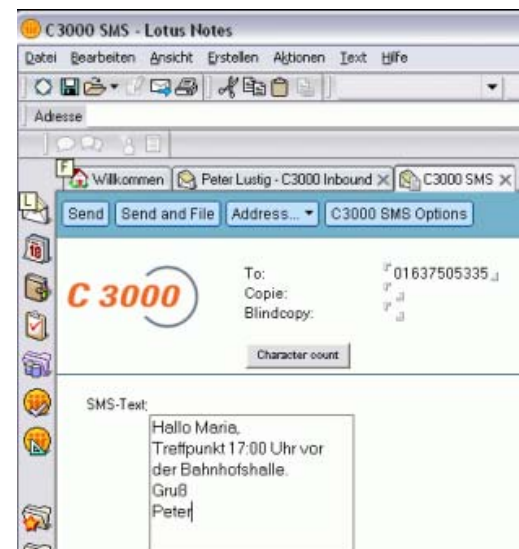 C3000 SMS - Lotus Notes
Datei Bearbeiten Ansicht Erstellen Aktionen Text Hilfe
Adresse
F
Willkommen Peter Lustig - C3000 Inbound C3000 SMS
L
Send Send and File Address... C3000 SMS Options
18
C 3000
To: 01637505335
Copie:
Blindcopy:
Character count
SMS-Text:
Hallo Maria,
Treffpunkt 17:00 Uhr vor
der Bahnhofshalle.
Gruß
Peter